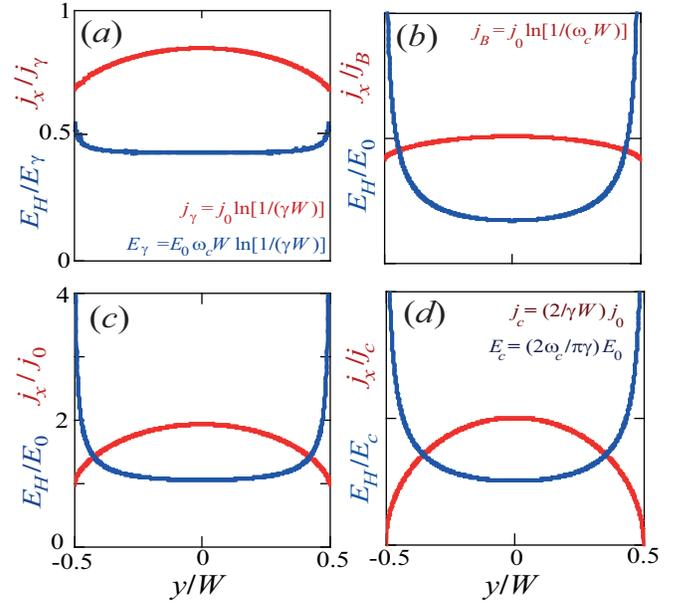 1
(a)
j_x/j_γ
0.5
E_H/E_γ
j_γ=j_0 ln[1/(γW)]
E_γ=E_0 ω_c W ln[1/(γW)]
0
(b)
j_B=j_0 ln[1/(ω_c W)]
j_x/j_B
E_H/E_0
4
(c)
j_x/j_0
2
E_H/E_0
0
-0.5
0
0.5
y/W
(d)
j_c=(2/γW) j_0
E_c=(2ω_c/πγ) E_0
j_x/j_c
E_H/E_c
-0.5
0
0.5
y/W